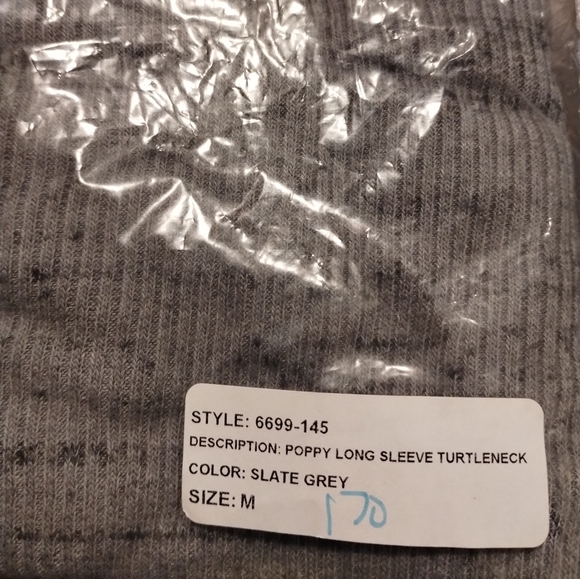 STYLE: 6699-145
DESCRIPTION: POPPY LONG SLEEVE TURTLENECK
COLOR: SLATE GREY
SIZE: M
170